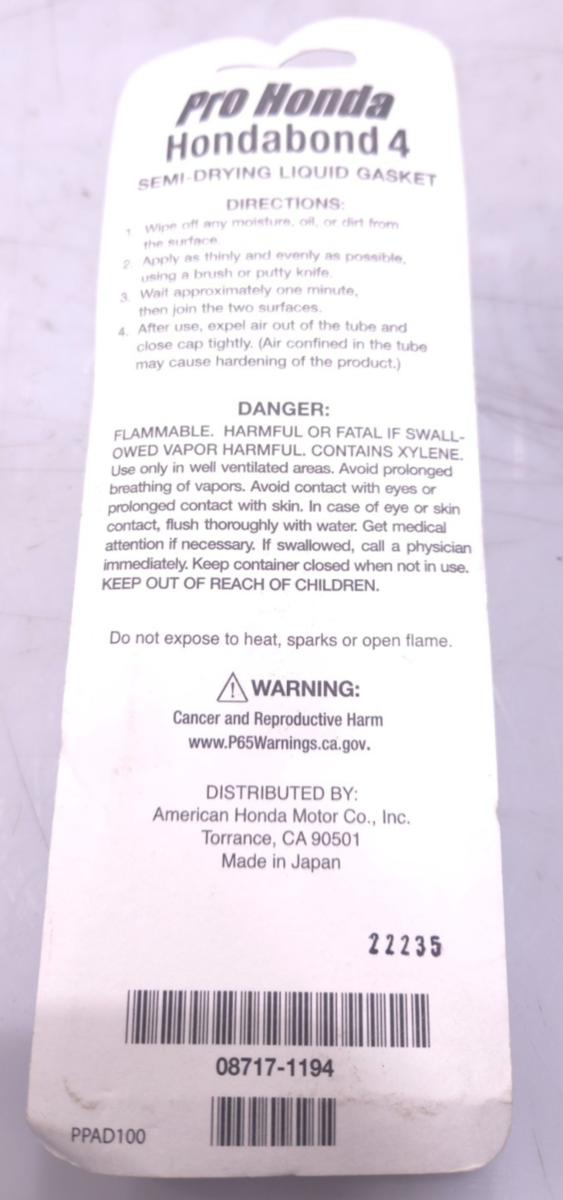 Pro Honda
Hondabond 4
SEMI-DRYING LIQUID GASKET
DIRECTIONS:
1. Wipe off any moisture, oil, or dirt from
the surface.
2. Apply as thinly and evenly as possible,
using a brush or putty knife.
3. Wait approximately one minute,
then join the two surfaces.
4. After use, expel air out of the tube and
close cap tightly. (Air confined in the tube
may cause hardening of the product.)
DANGER:
FLAMMABLE. HARMFUL OR FATAL IF SWALL-
OWED VAPOR HARMFUL. CONTAINS XYLENE.
Use only in well ventilated areas. Avoid prolonged
breathing of vapors. Avoid contact with eyes or
prolonged contact with skin. In case of eye or skin
contact, flush thoroughly with water. Get medical
attention if necessary. If swallowed, call a physician
immediately. Keep container closed when not in use.
KEEP OUT OF REACH OF CHILDREN.
Do not expose to heat, sparks or open flame.
WARNING:
Cancer and Reproductive Harm
www.P65Warnings.ca.gov.
DISTRIBUTED BY:
American Honda Motor Co., Inc.
Torrance, CA 90501
Made in Japan
22235
08717-1194
PPAD100